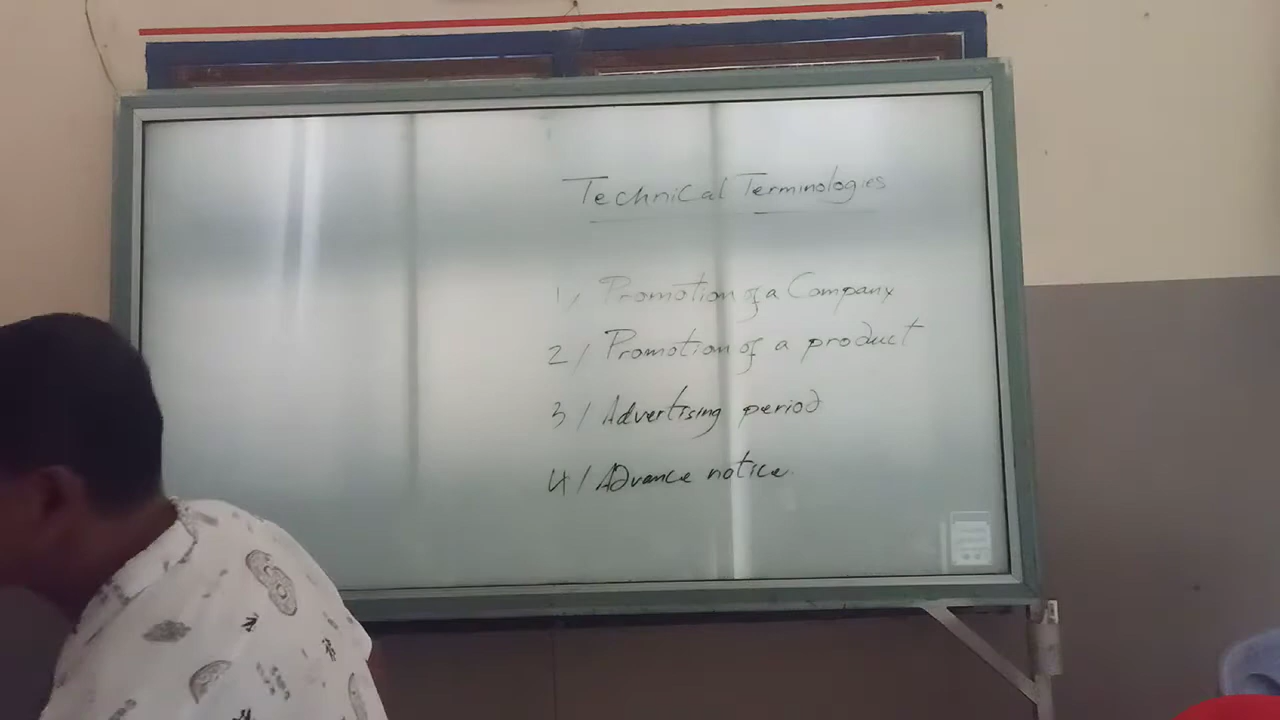 Technical Terminologies
1/ Promotion of a Company
2/ Promotion of a product
3/ Advertising period
4/ Advance notice.